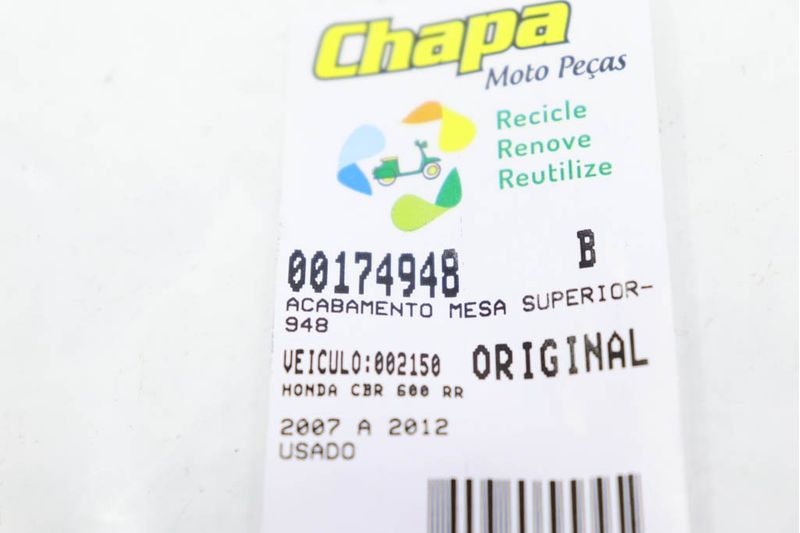 Chapa
Moto Peças
Recicle
Renove
Reutilize
00174948 B
ACABAMENTO MESA SUPERIOR-
948
VEICULO:002150 ORIGINAL
HONDA CBR 600 RR
2007 A 2012
USADO